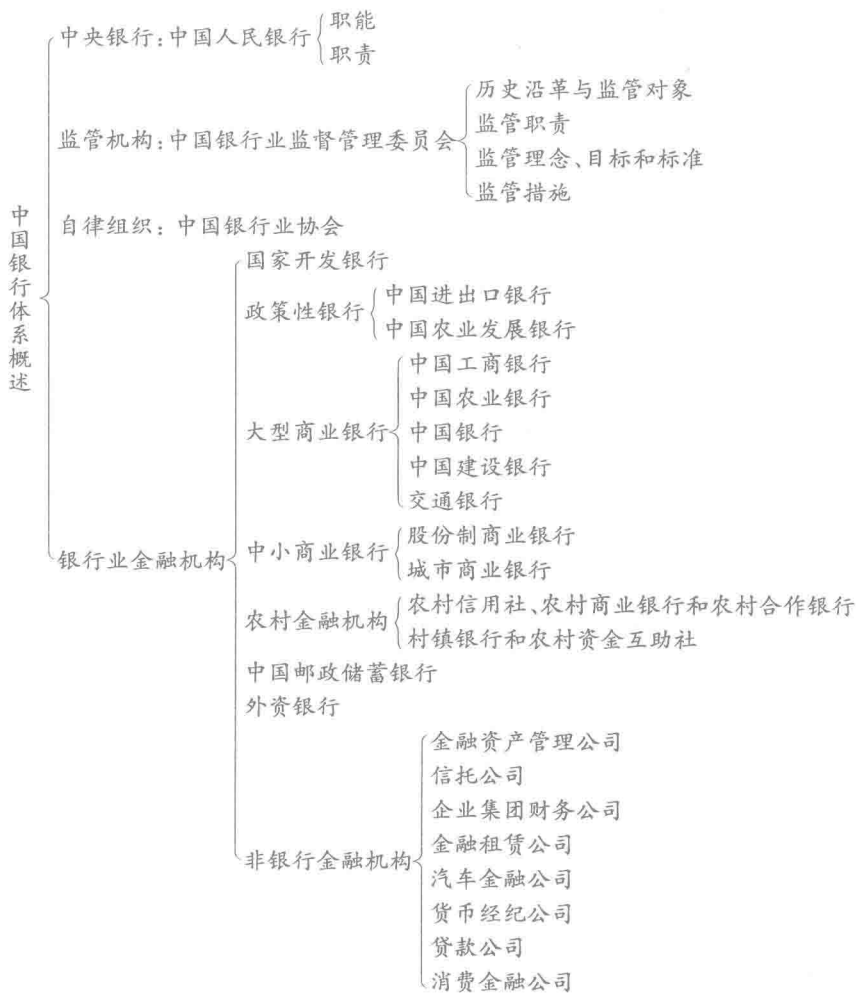 中国银行体系概述
中央银行：中国人民银行
职能
职责
监管机构：中国银行业监督管理委员会
历史沿革与监管对象
监管职责
监管理念、目标和标准
监管措施
自律组织：中国银行业协会
银行业金融机构
国家开发银行
政策性银行
中国进出口银行
中国农业发展银行
大型商业银行
中国工商银行
中国农业银行
中国银行
中国建设银行
交通银行
中小商业银行
股份制商业银行
城市商业银行
农村金融机构
农村信用社、农村商业银行和农村合作银行
村镇银行和农村资金互助社
中国邮政储蓄银行
外资银行
非银行金融机构
金融资产管理公司
信托公司
企业集团财务公司
金融租赁公司
汽车金融公司
货币经纪公司
贷款公司
消费金融公司